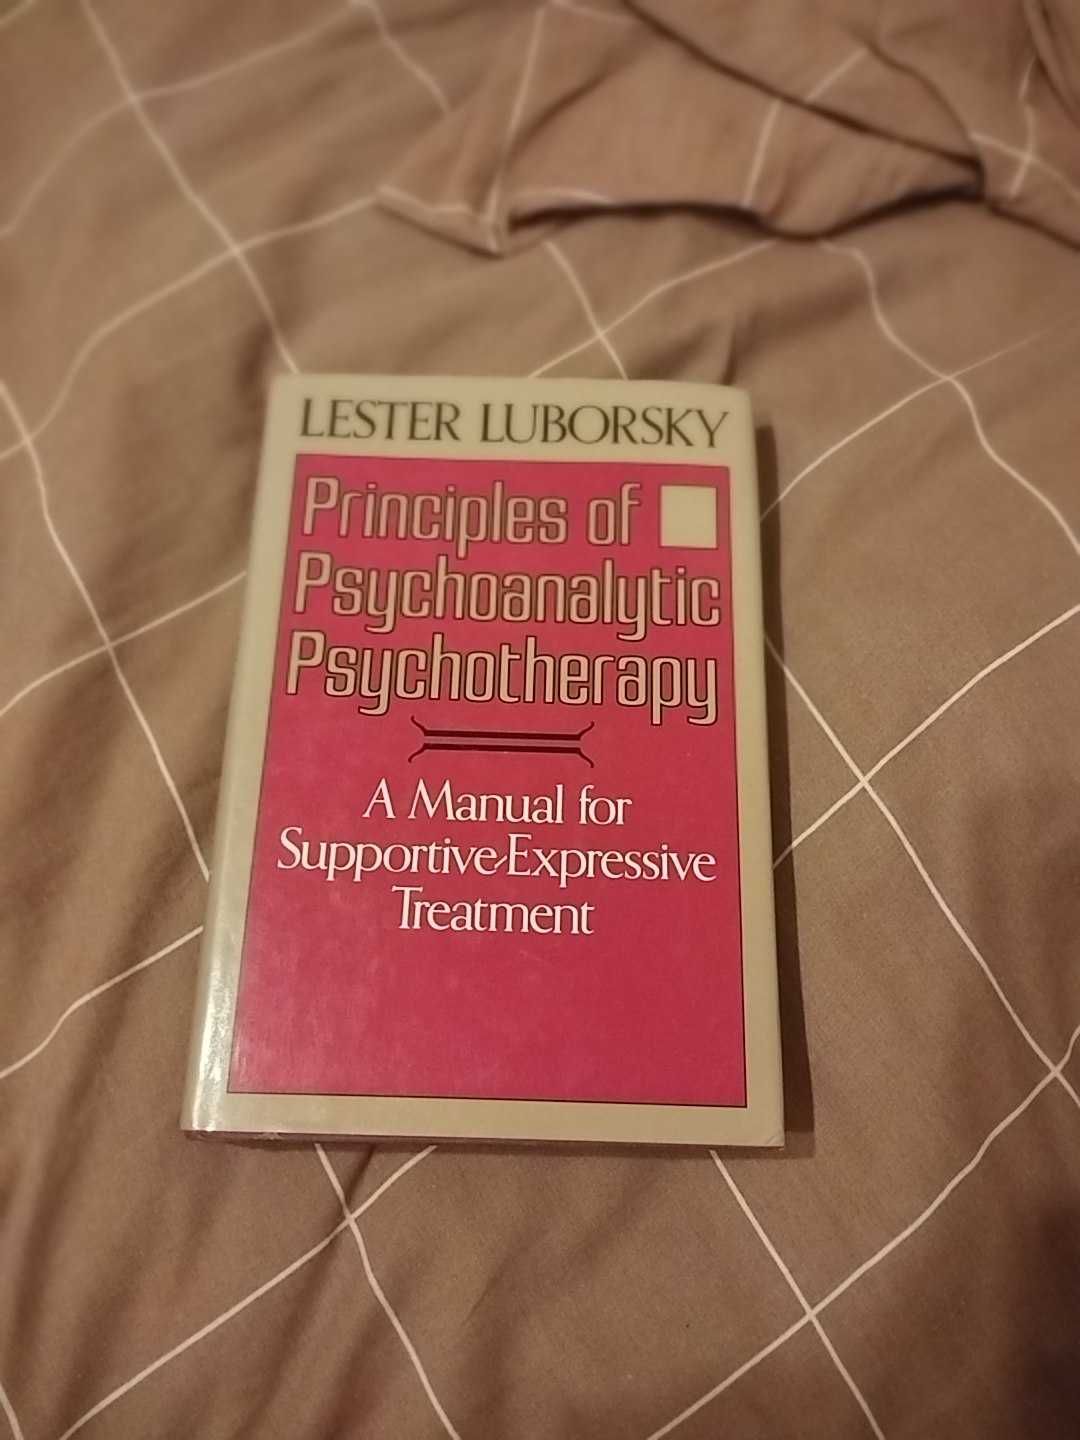 LESTER LUBORSKY
Principles of
Psychoanalytic
Psychotherapy
A Manual for
Supportive-Expressive
Treatment